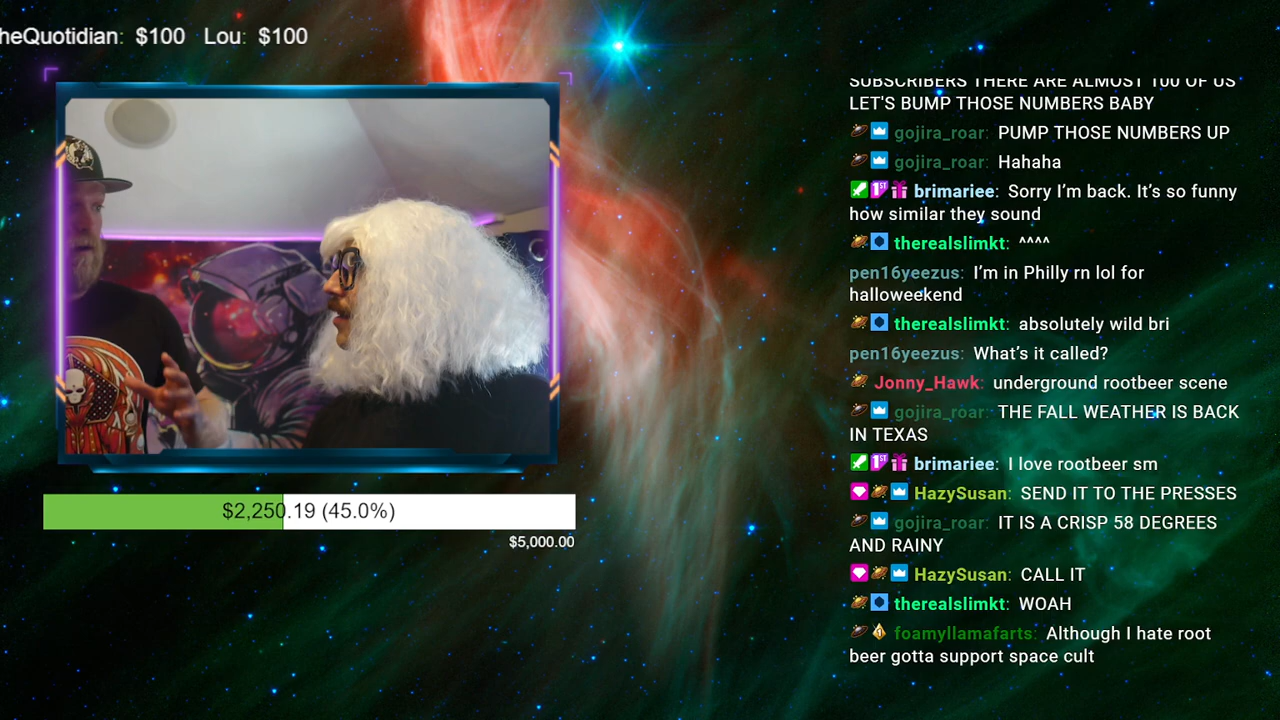 heQuotidian: $100 Lou: $100
SUBSCRIBERS THERE ARE ALMOST 100 OF US
LET'S BUMP THOSE NUMBERS BABY
gojira_roar: PUMP THOSE NUMBERS UP
gojira_roar: Hahaha
brimariee: Sorry I’m back. It’s so funny
how similar they sound
therealslimkt: ^^^^
pen16yeezus: I’m in Philly rn lol for
halloweekend
therealslimkt: absolutely wild bri
pen16yeezus: What’s it called?
Jonny_Hawk: underground rootbeer scene
gojira_roar: THE FALL WEATHER IS BACK
IN TEXAS
brimariee: I love rootbeer sm
HazySusan: SEND IT TO THE PRESSES
gojira_roar: IT IS A CRISP 58 DEGREES
AND RAINY
HazySusan: CALL IT
therealslimkt: WOAH
foamyllamafarts: Although I hate root
beer gotta support space cult
$2,250.19 (45.0%)
$5,000.00